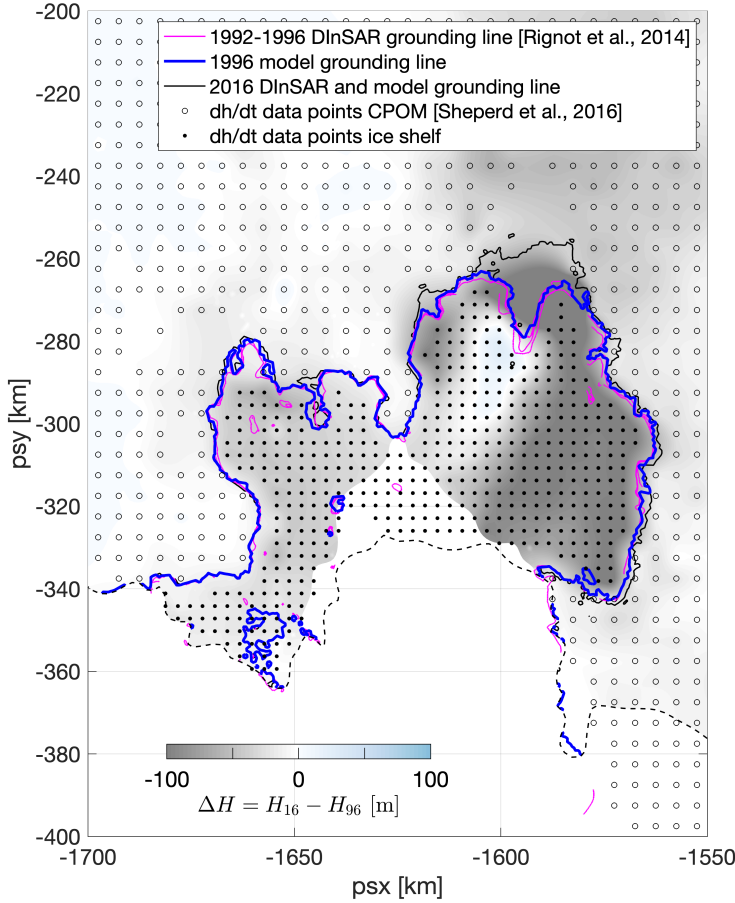 1992-1996 DInSAR grounding line [Rignot et al., 2014]
1996 model grounding line
2016 DInSAR and model grounding line
dh/dt data points CPOM [Sheperd et al., 2016]
dh/dt data points ice shelf
-200
-220
-240
-260
-280
-300
-320
-340
-360
-380
-400
psy [km]
-100 0 100
ΔH = H₁₆ − H₉₆ [m]
-1700 -1650 -1600 -1550
psx [km]